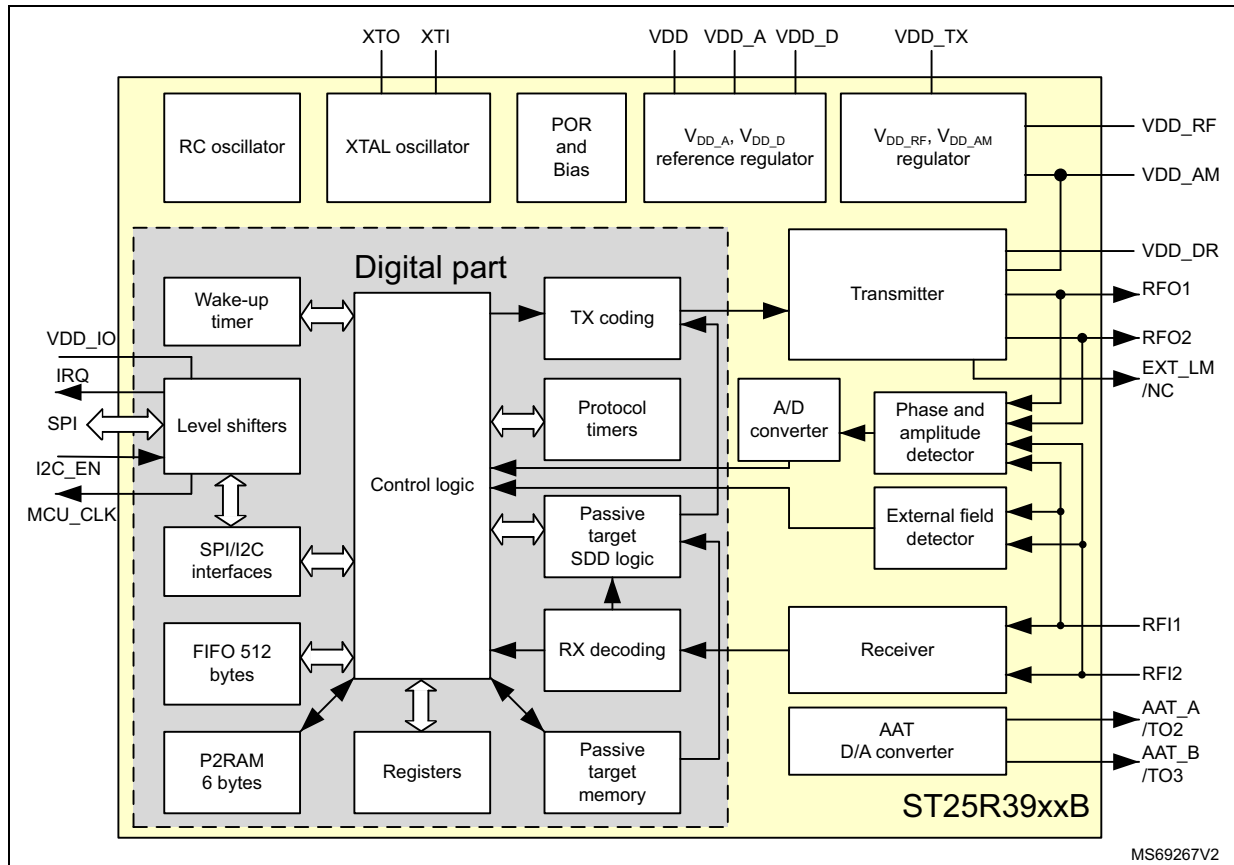 XTO
XTI
VDD
VDD_A
VDD_D
VDD_TX
RC oscillator
XTAL oscillator
POR
and
Bias
VDD_A, VDD_D
reference regulator
VDD_RF, VDD_AM
regulator
VDD_RF
VDD_AM
Digital part
Wake-up
timer
TX coding
Transmitter
VDD_DR
RFO1
RFO2
EXT_LM
/NC
VDD_IO
IRQ
SPI
I2C_EN
MCU_CLK
Level shifters
Control logic
Protocol
timers
A/D
converter
Phase and
amplitude
detector
SPI/I2C
interfaces
Passive
target
SDD logic
External field
detector
FIFO 512
bytes
RX decoding
Receiver
RFI1
RFI2
P2RAM
6 bytes
Registers
Passive
target
memory
AAT
D/A converter
AAT_A
/TO2
AAT_B
/TO3
ST25R39xxB
MS69267V2